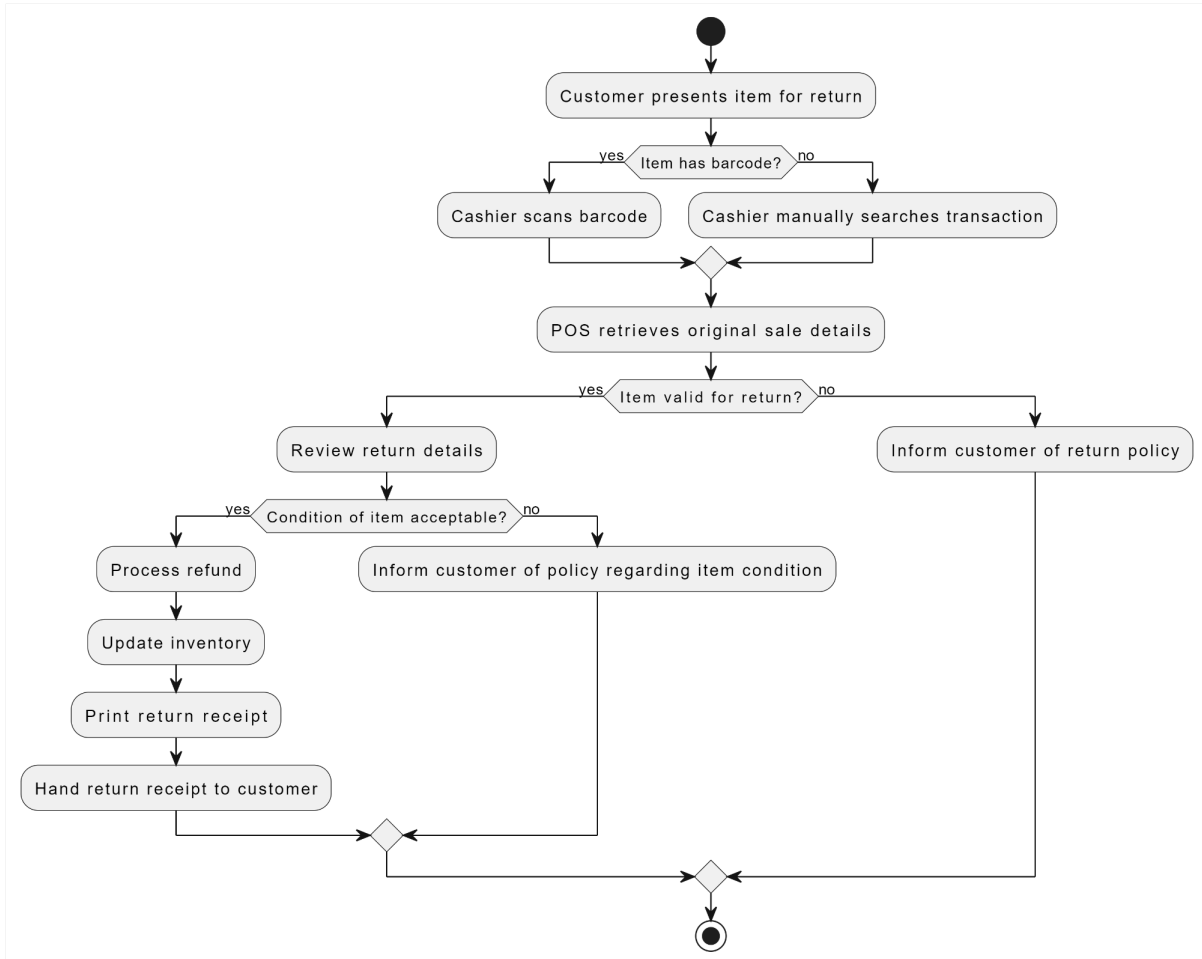 Customer presents item for return
yes
Item has barcode?
no
Cashier scans barcode
Cashier manually searches transaction
POS retrieves original sale details
yes
Item valid for return?
no
Review return details
Inform customer of return policy
yes
Condition of item acceptable?
no
Process refund
Inform customer of policy regarding item condition
Update inventory
Print return receipt
Hand return receipt to customer